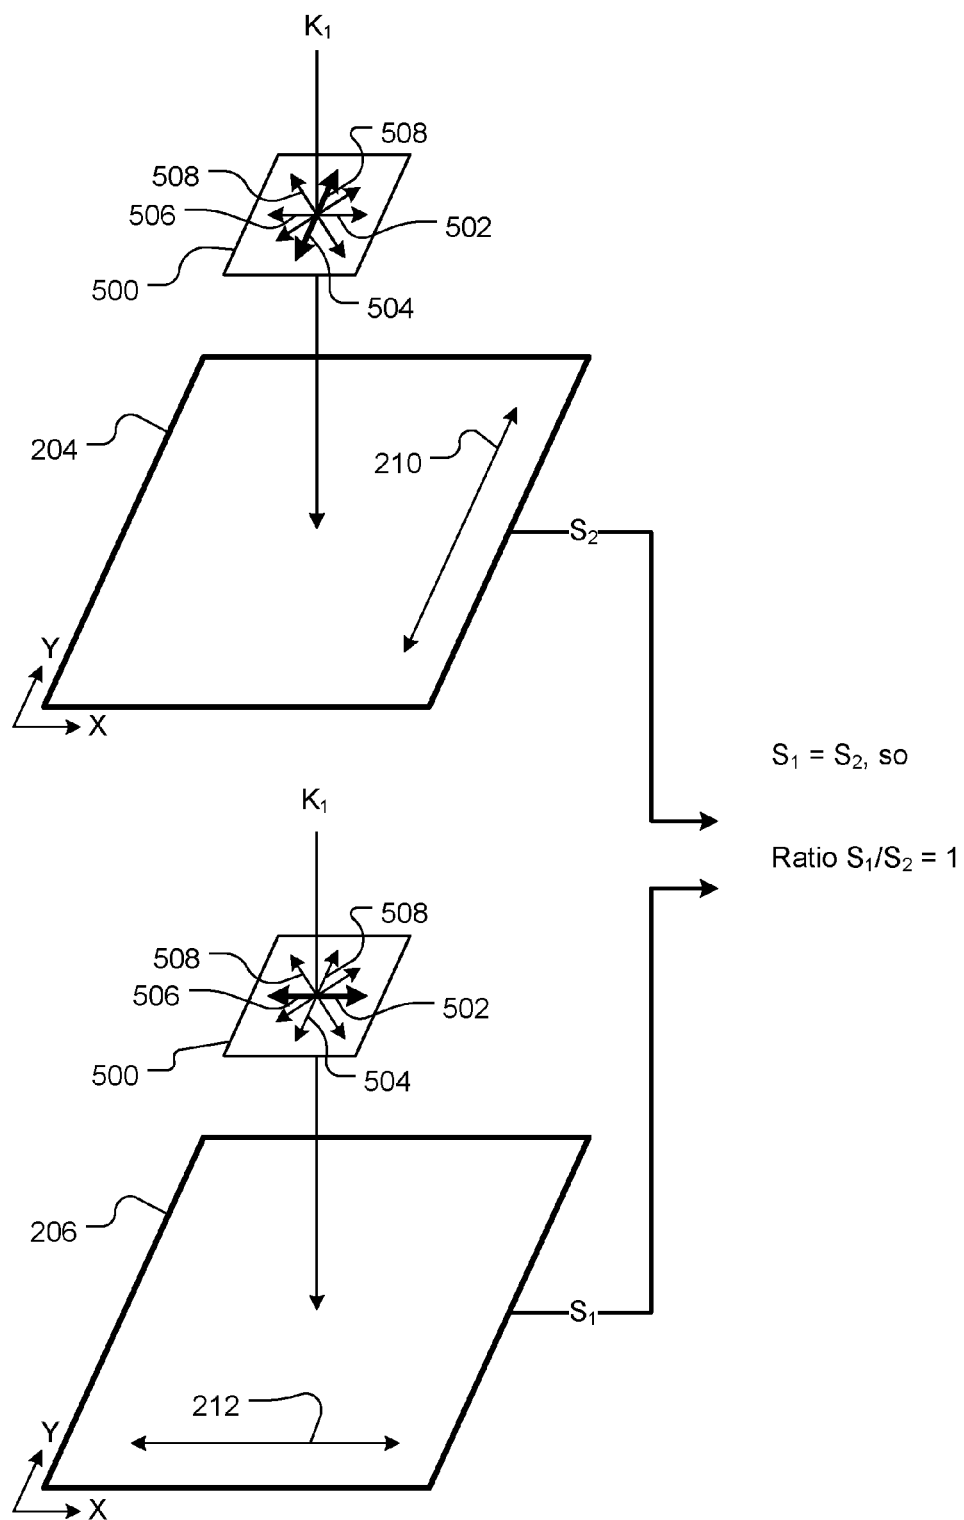 K₁
508
508
506
502
500
504
204
210
S₂
Y
X
S₁ = S₂, so
K₁
Ratio S₁/S₂ = 1
508
508
506
502
500
504
206
S₁
212
Y
X